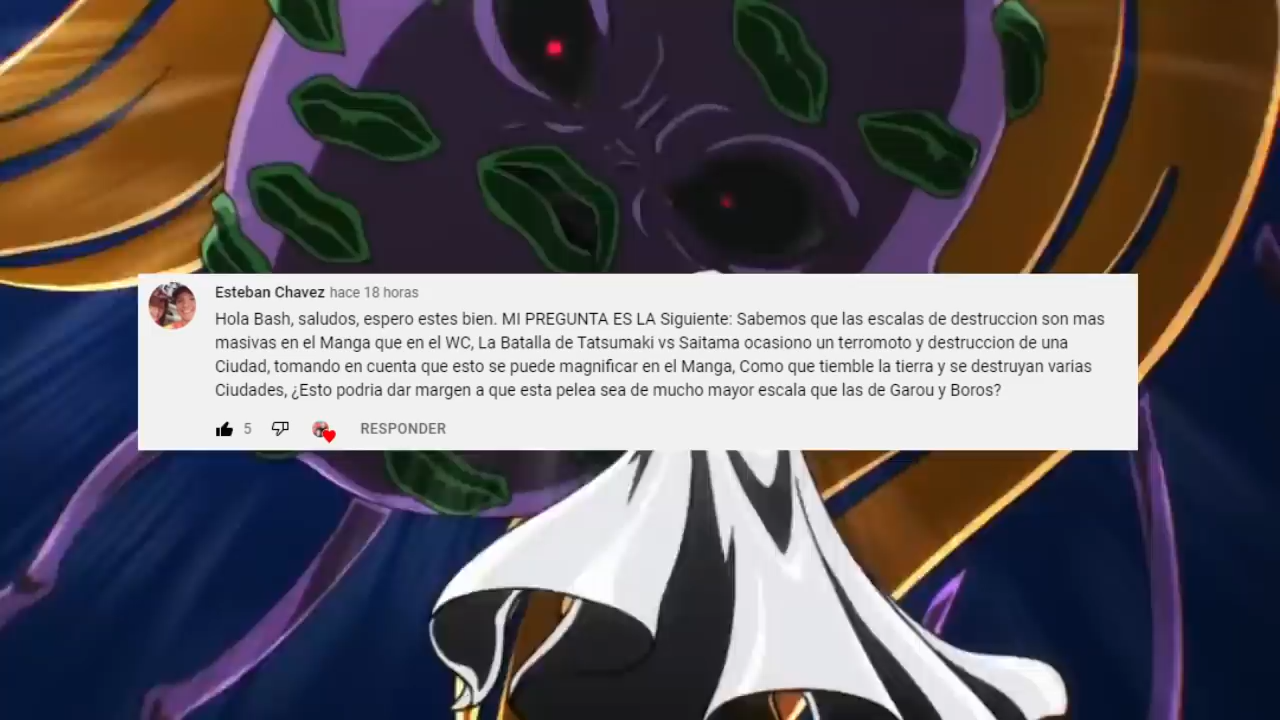 Esteban Chavez hace 18 horas
Hola Bash, saludos, espero estes bien. MI PREGUNTA ES LA Siguiente: Sabemos que las escalas de destruccion son mas
masivas en el Manga que en el WC, La Batalla de Tatsumaki vs Saitama ocasiono un terromoto y destruccion de una
Ciudad, tomando en cuenta que esto se puede magnificar en el Manga, Como que tiemble la tierra y se destruyan varias
Ciudades, ¿Esto podria dar margen a que esta pelea sea de mucho mayor escala que las de Garou y Boros?
5 RESPONDER